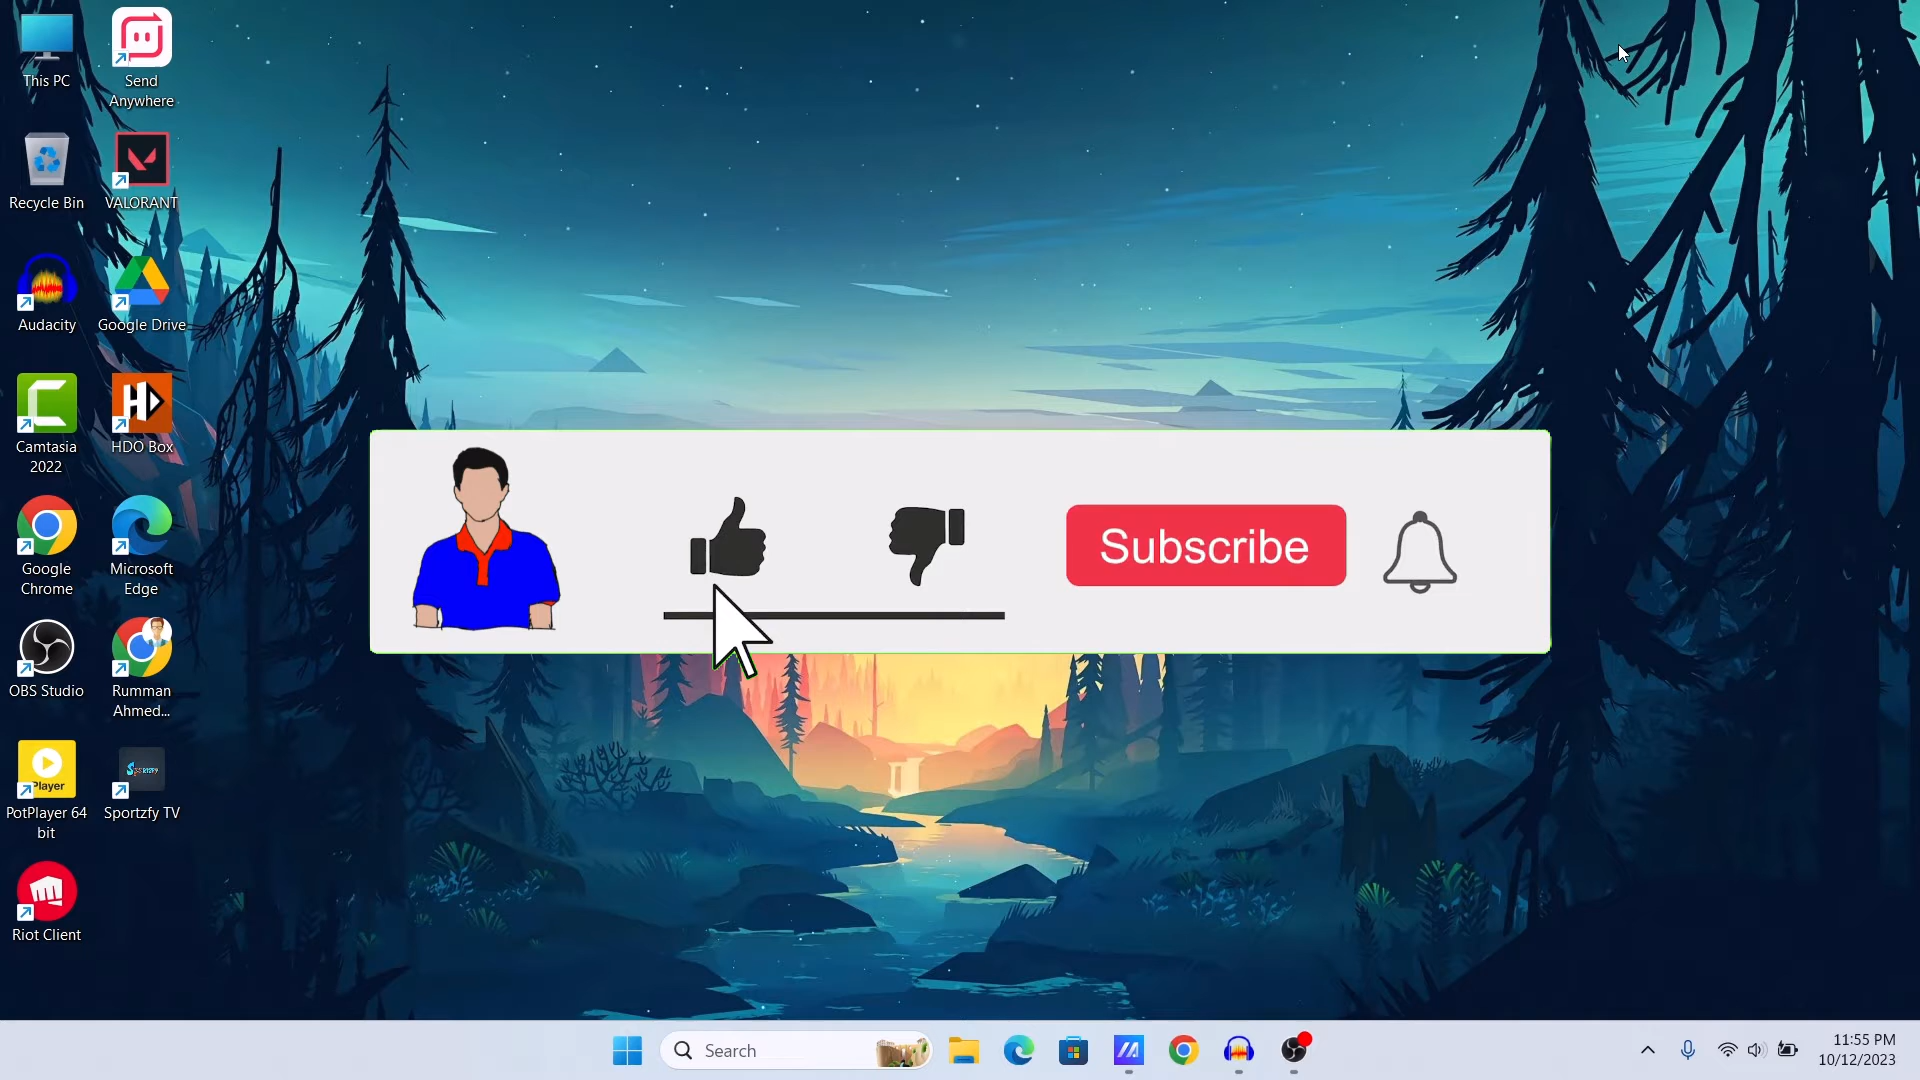 This PC
Send
Anywhere
Recycle Bin
VALORANT
Audacity
Google Drive
Camtasia
2022
HDO Box
Google
Chrome
Microsoft
Edge
OBS Studio
Rumman
Ahmed...
Player
PotPlayer 64
bit
Sportzfy TV
Riot Client
Subscribe
Search
11:55 PM
10/12/2023